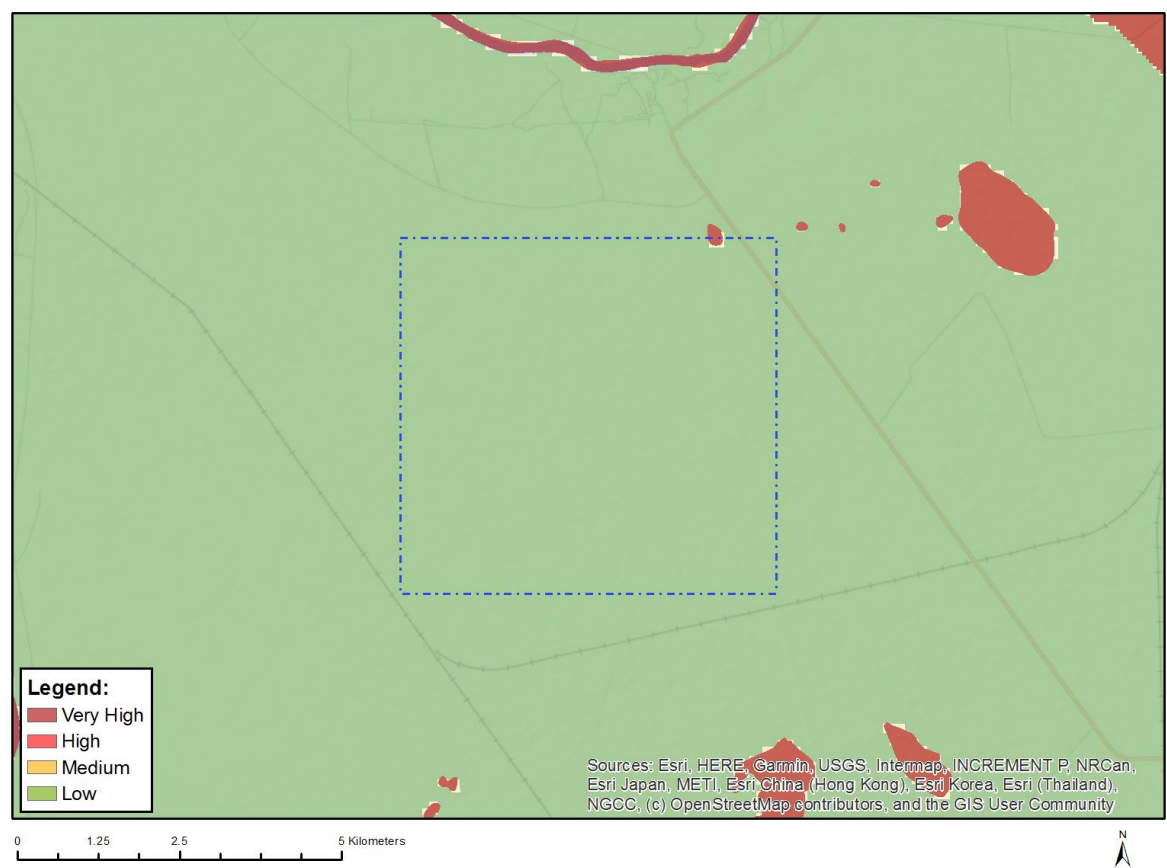 Legend:
Very High
High
Medium
Low
Sources: Esri, HERE, Garmin, USGS, Intermap, INCREMENT P, NRCan,
Esri Japan, METI, Esri China (Hong Kong), Esri Korea, Esri (Thailand),
NGCC, (c) OpenStreetMap contributors, and the GIS User Community
0 1.25 2.5 5 Kilometers
N